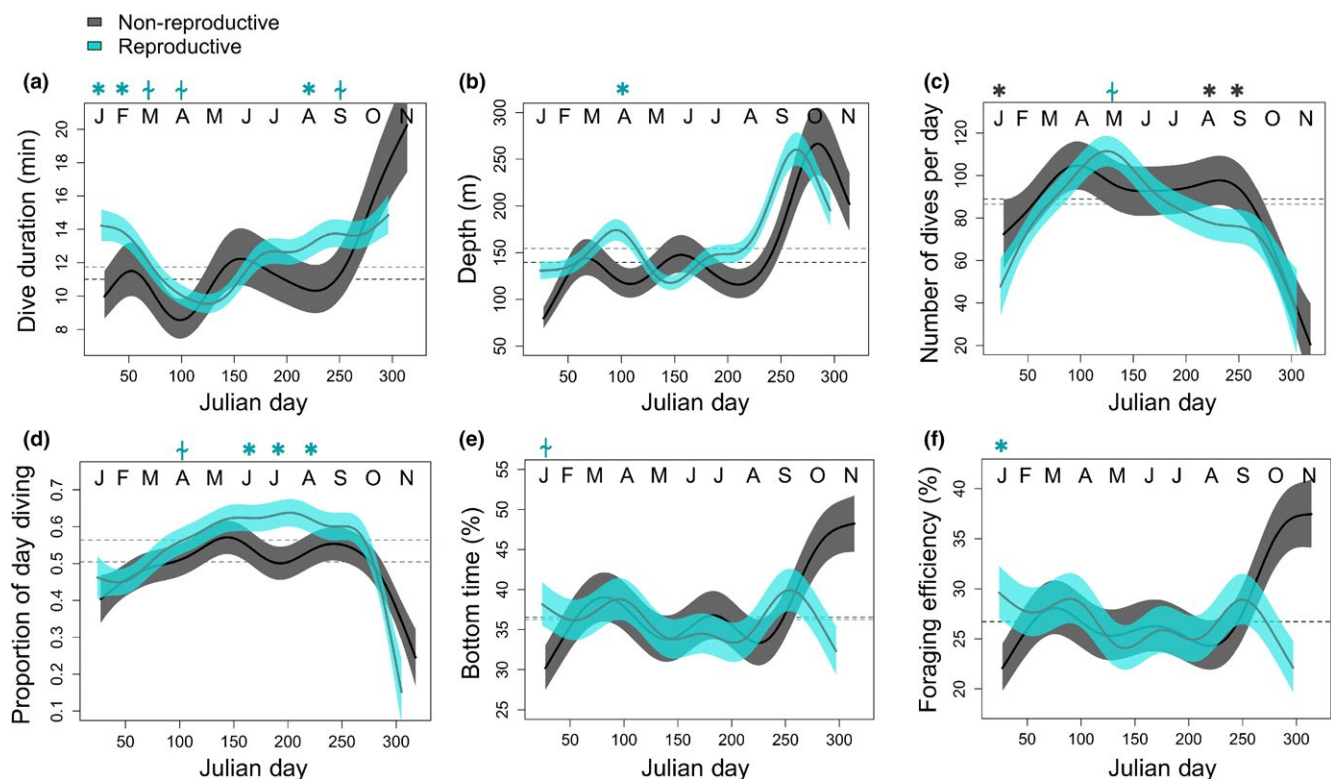 Non-reproductive
Reproductive
(a)
* * ~ ~ * ~
J F M A M J J A S O N
Dive duration (min)
20
18
16
14
12
10
8
50 100 150 200 250 300
Julian day
(b)
*
J F M A M J J A S O N
Depth (m)
300
250
200
150
100
50
50 100 150 200 250 300
Julian day
(c)
* ~ * *
J F M A M J J A S O N
Number of dives per day
120
100
80
60
40
20
50 100 150 200 250 300
Julian day
(d)
~ * * *
J F M A M J J A S O N
Proportion of day diving
0.7
0.6
0.5
0.4
0.3
0.2
0.1
50 100 150 200 250 300
Julian day
(e)
~
J F M A M J J A S O N
Bottom time (%)
55
50
45
40
35
30
25
50 100 150 200 250 300
Julian day
(f)
*
J F M A M J J A S O N
Foraging efficiency (%)
40
35
30
25
20
50 100 150 200 250 300
Julian day